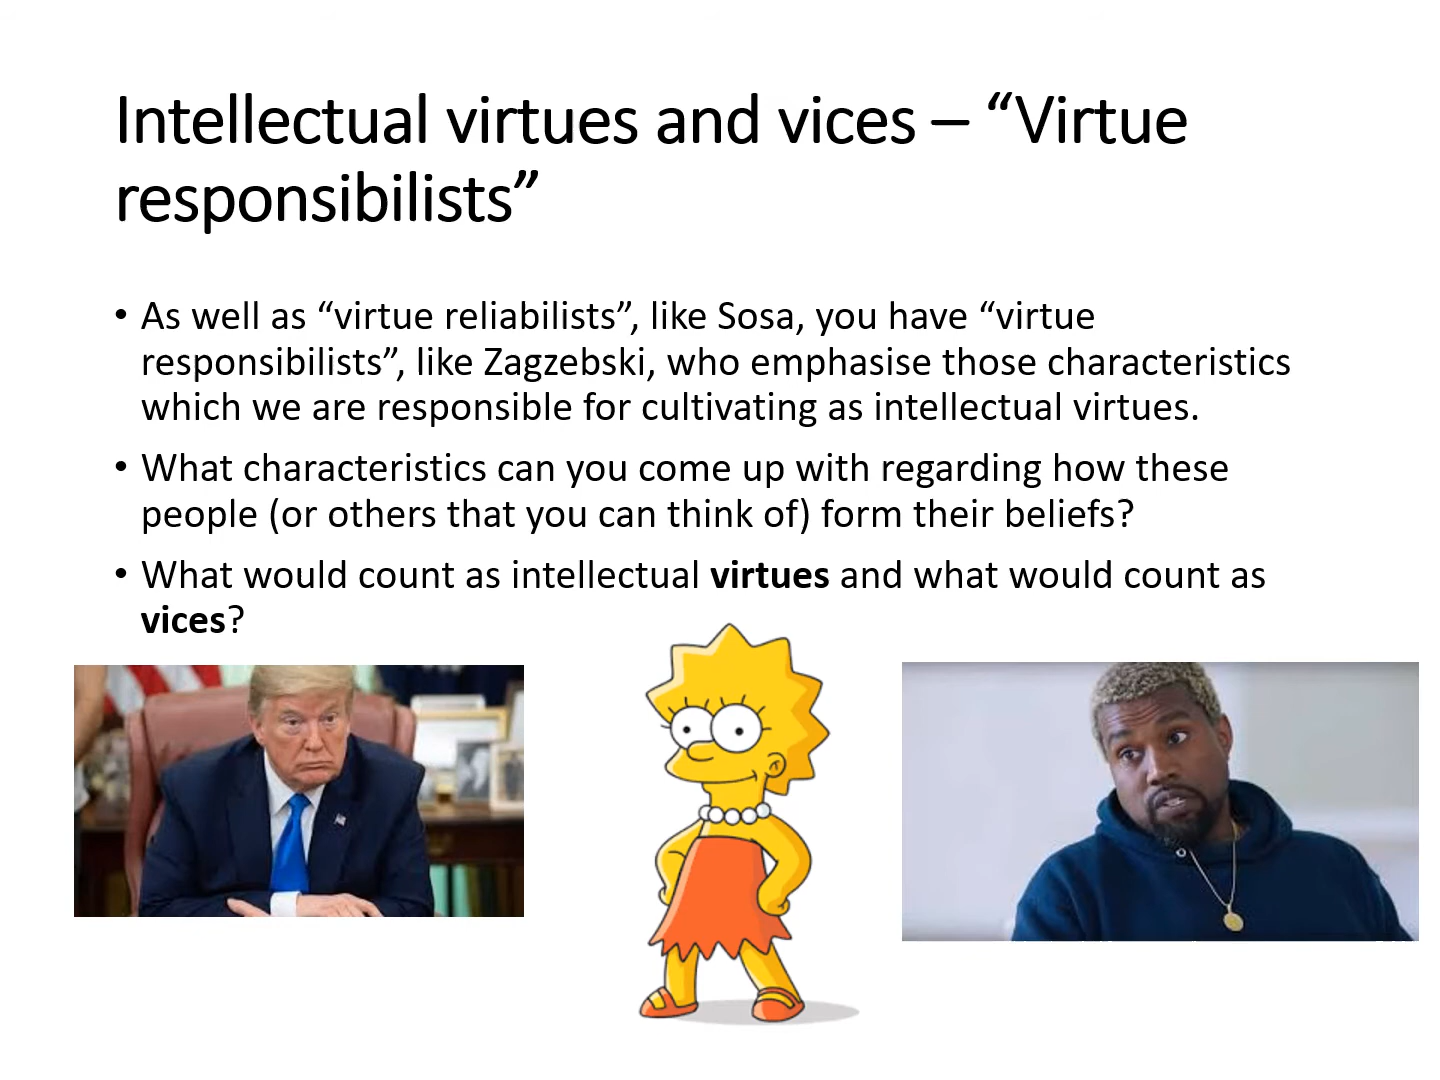 Intellectual virtues and vices – “Virtue
responsibilists”
• As well as “virtue reliabilists”, like Sosa, you have “virtue
responsibilists”, like Zagzebski, who emphasise those characteristics
which we are responsible for cultivating as intellectual virtues.
• What characteristics can you come up with regarding how these
people (or others that you can think of) form their beliefs?
• What would count as intellectual virtues and what would count as
vices?